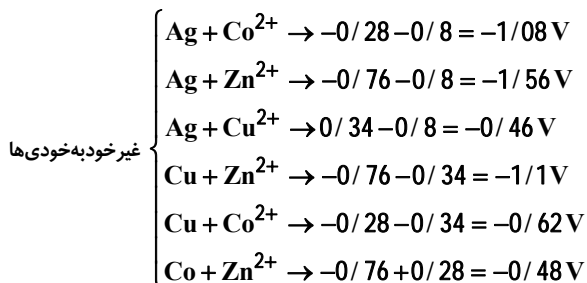 Ag + Co²⁺ → −0/28 −0/8 = −1/08 V
Ag + Zn²⁺ → −0/76 −0/8 = −1/56 V
Ag + Cu²⁺ → 0/34 −0/8 = −0/46 V
غیرخودبه‌خودی‌ها
Cu + Zn²⁺ → −0/76 −0/34 = −1/1 V
Cu + Co²⁺ → −0/28 −0/34 = −0/62 V
Co + Zn²⁺ → −0/76 +0/28 = −0/48 V